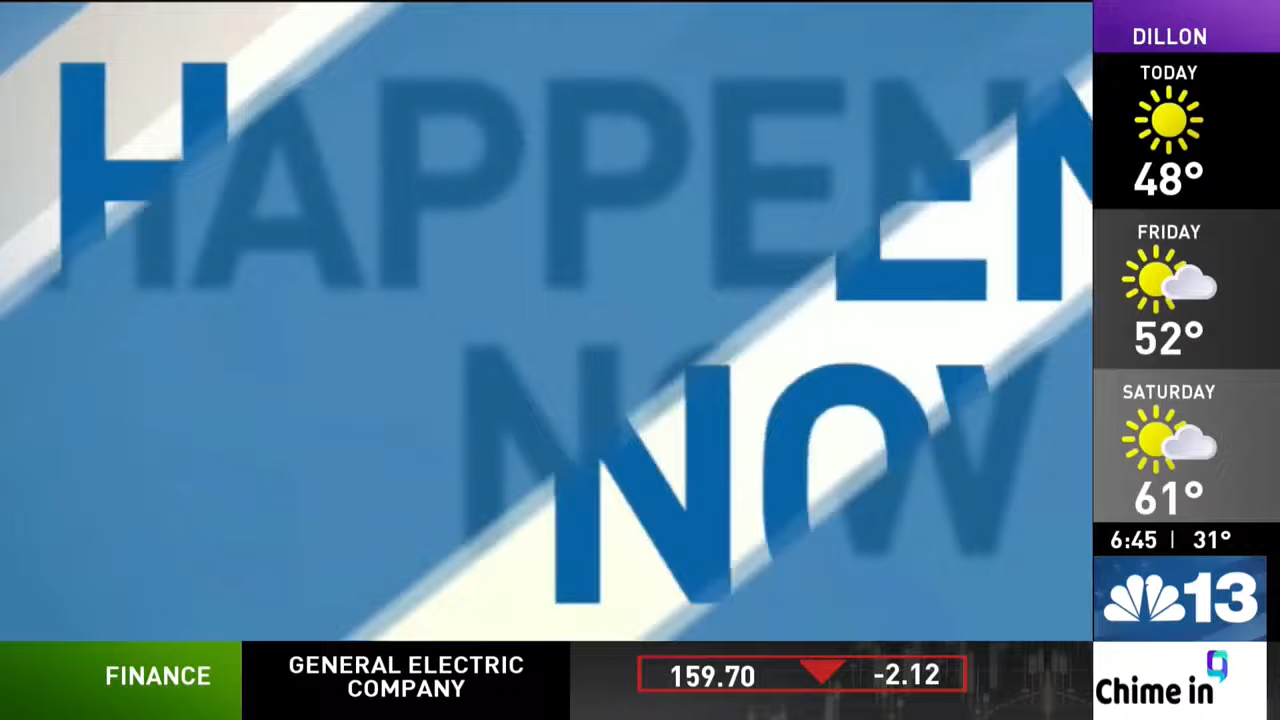 HAPPEN
NOW
DILLON
TODAY
48°
FRIDAY
52°
SATURDAY
61°
6:45 | 31°
13
Chime in
FINANCE
GENERAL ELECTRIC
COMPANY
159.70 -2.12